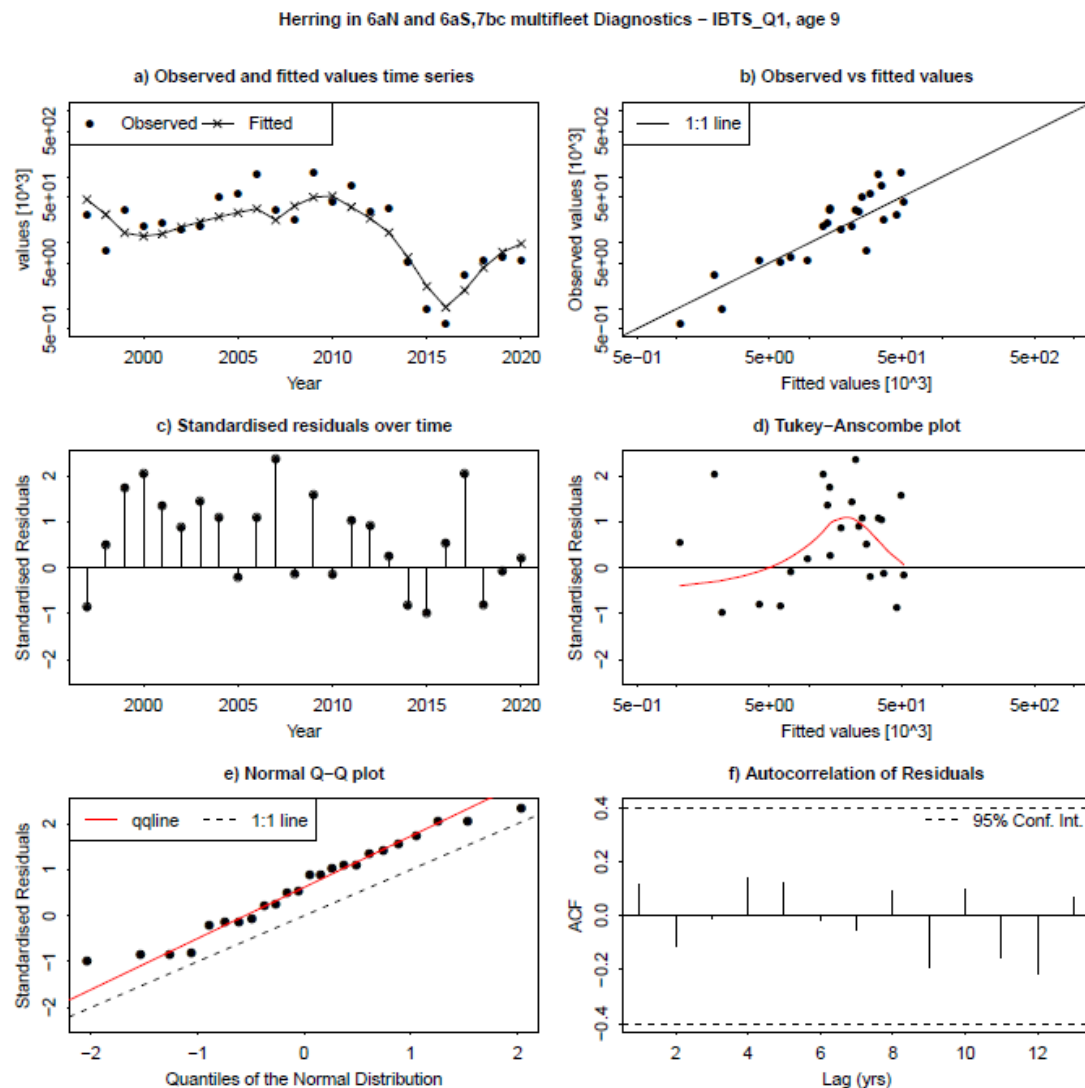 Herring in 6aN and 6aS,7bc multifleet Diagnostics − IBTS_Q1, age 9
a) Observed and fitted values time series
Observed Fitted
values [10^3]
5e−01 5e+00 5e+01 5e+02
2000 2005 2010 2015 2020
Year
b) Observed vs fitted values
1:1 line
Observed values [10^3]
5e−01 5e+00 5e+01 5e+02
5e−01 5e+00 5e+01 5e+02
Fitted values [10^3]
c) Standardised residuals over time
Standardised Residuals
−2 −1 0 1 2
2000 2005 2010 2015 2020
Year
d) Tukey−Anscombe plot
Standardised Residuals
−2 −1 0 1 2
5e−01 5e+00 5e+01 5e+02
Fitted values [10^3]
e) Normal Q−Q plot
qqline 1:1 line
Standardised Residuals
−2 −1 0 1 2
−2 −1 0 1 2
Quantiles of the Normal Distribution
f) Autocorrelation of Residuals
95% Conf. Int.
ACF
−0.4 −0.2 0.0 0.2 0.4
2 4 6 8 10 12
Lag (yrs)